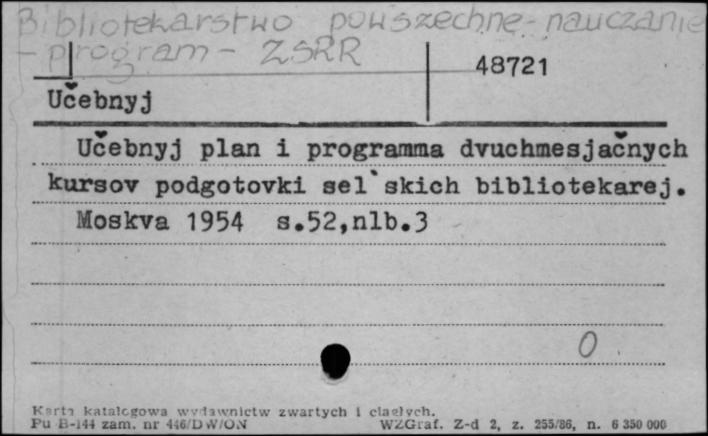 Bibliotekarstwo powszechne - nauczanie
- program - ZSRR
48721
Učebnyj
Učebnyj plan i programma dvuchmesjačnych
kursov podgotovki sel`skich bibliotekarej.
Moskva 1954 s.52,nlb.3
0
Karta katalogowa wydawnictw zwartych i ciągłych.
Pu B-144 zam. nr 446/DW/ON WZGraf. Z-d 2, z. 255/86, n. 6 350 000